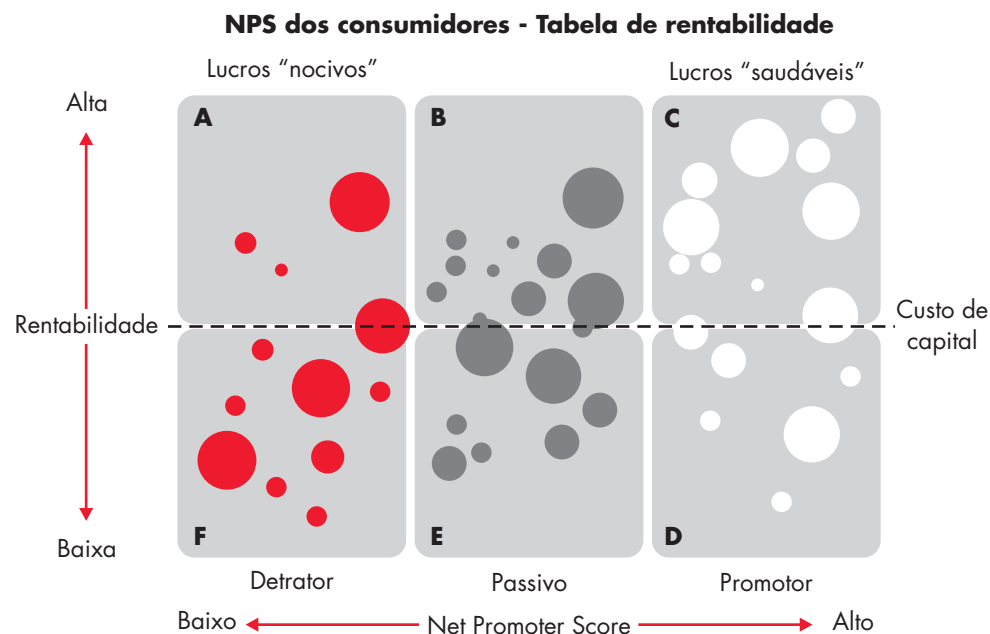 NPS dos consumidores - Tabela de rentabilidade
Lucros “nocivos”
Lucros “saudáveis”
Alta
A
B
C
Rentabilidade
Custo de
capital
Baixa
F
E
D
Detrator
Passivo
Promotor
Baixo
Net Promoter Score
Alto